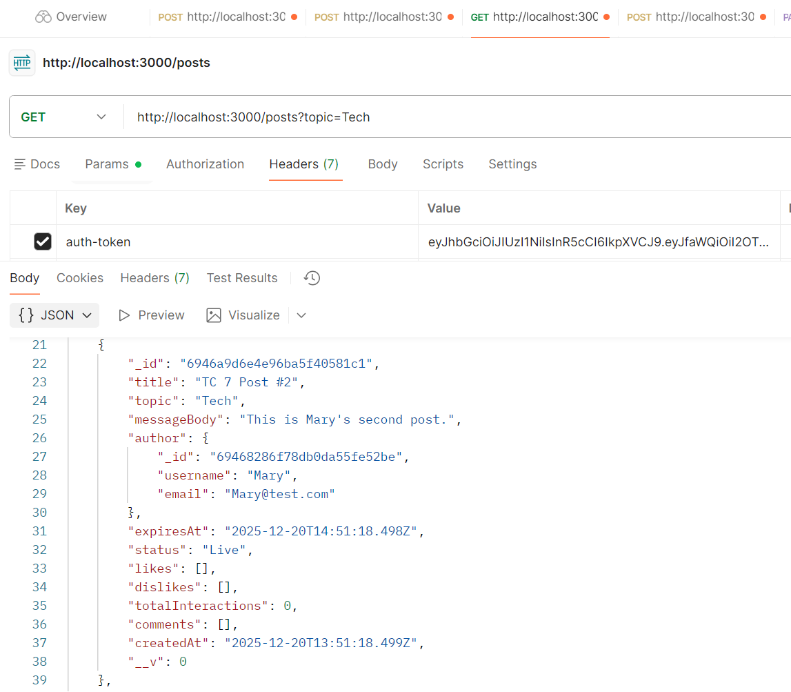 Overview POST http://localhost:30 POST http://localhost:30 GET http://localhost:300 POST http://localhost:30
HTTP http://localhost:3000/posts
GET http://localhost:3000/posts?topic=Tech
Docs Params Authorization Headers (7) Body Scripts Settings
Key Value
auth-token
Body Cookies Headers (7) Test Results
{} JSON Preview Visualize
21 {
22 "_id": "6946a9d6e4e96ba5f40581c1",
23 "title": "TC 7 Post #2",
24 "topic": "Tech",
25 "messageBody": "This is Mary's second post.",
26 "author": {
27 "_id": "69468286f78db0da55fe52be",
28 "username": "Mary",
29 "email": "Mary@test.com"
30 },
31 "expiresAt": "2025-12-20T14:51:18.498Z",
32 "status": "Live",
33 "likes": [],
34 "dislikes": [],
35 "totalInteractions": 0,
36 "comments": [],
37 "createdAt": "2025-12-20T13:51:18.499Z",
38 "__v": 0
39 },